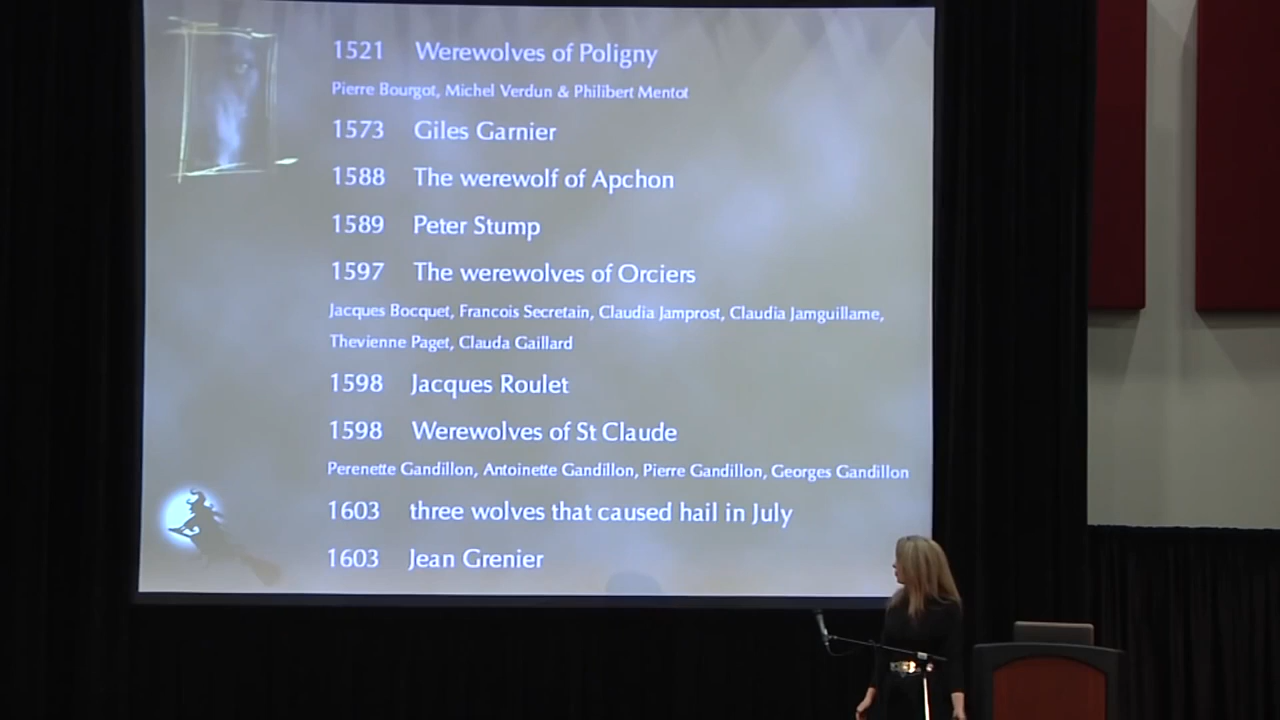 1521 Werewolves of Poligny
Pierre Bourgot, Michel Verdun & Philibert Mentot
1573 Giles Garnier
1588 The werewolf of Apchon
1589 Peter Stump
1597 The werewolves of Orciers
Jacques Bocquet, Francois Secretain, Claudia Jamprost, Claudia Jamguillame,
Thevienne Paget, Clauda Gaillard
1598 Jacques Roulet
1598 Werewolves of St Claude
Perenette Gandillon, Antoinette Gandillon, Pierre Gandillon, Georges Gandillon
1603 three wolves that caused hail in July
1603 Jean Grenier